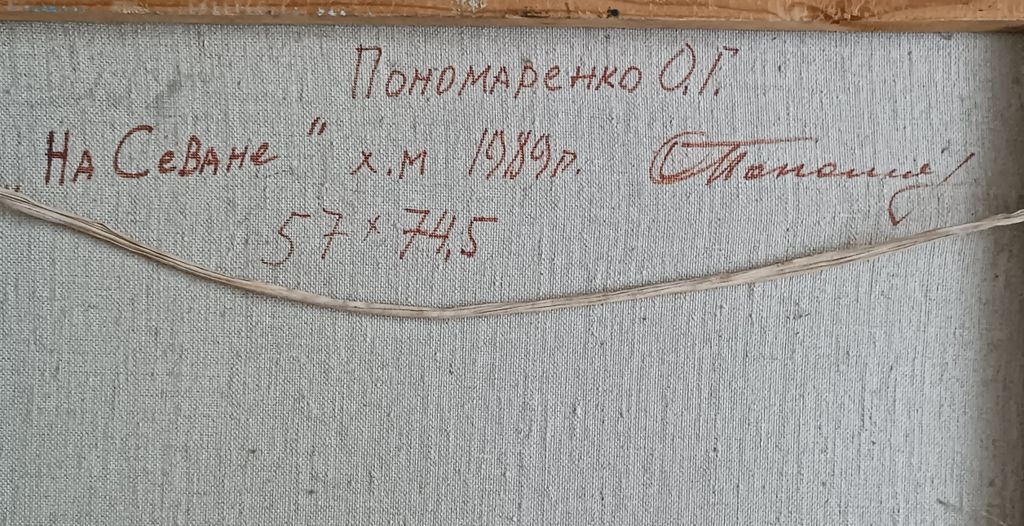 Пономаренко О.Г.
„На Севане" х.м 1989г.
57 x 74,5